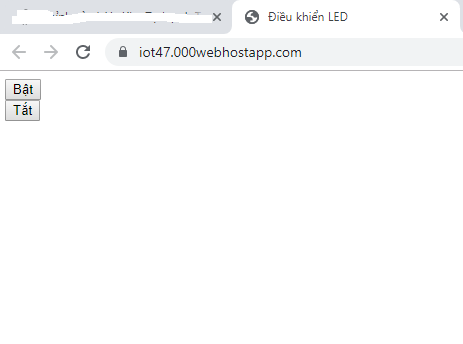 Điều khiển LED
iot47.000webhostapp.com
Bật
Tắt